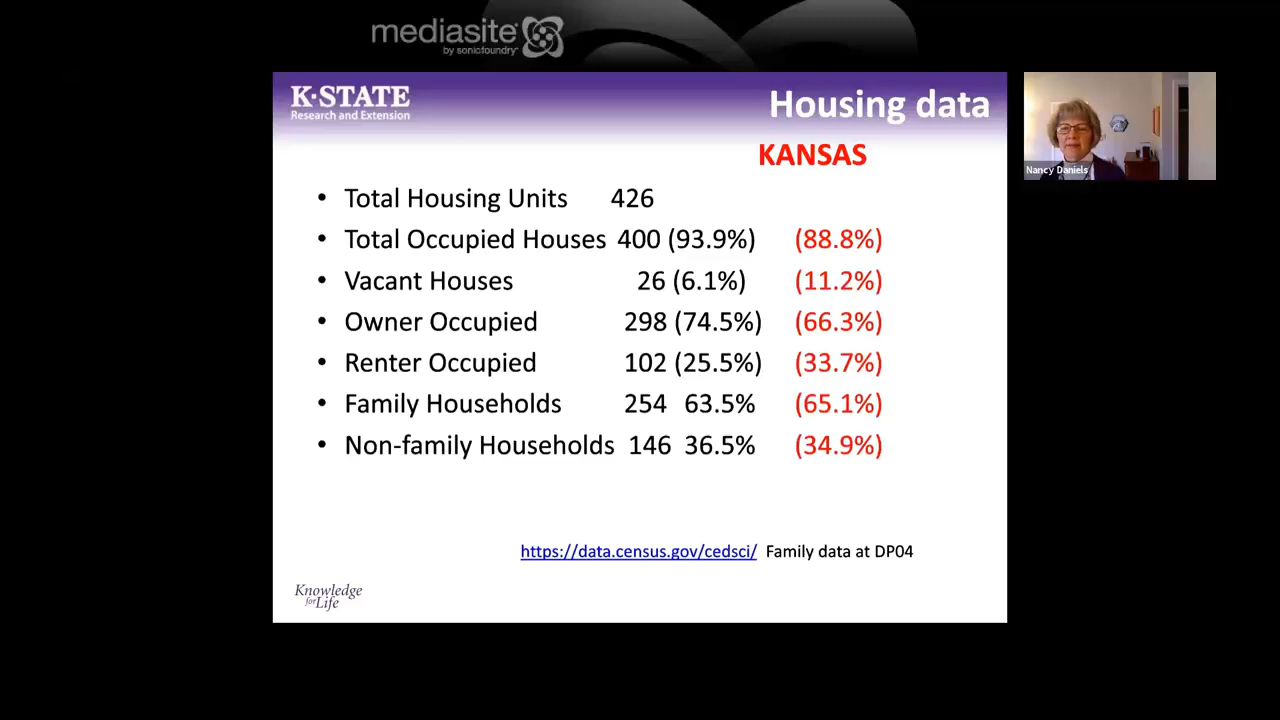 mediasite
by sonicfoundry
K·STATE
Research and Extension
Housing data
KANSAS
Nancy Daniels
• Total Housing Units 426
• Total Occupied Houses 400 (93.9%) (88.8%)
• Vacant Houses 26 (6.1%) (11.2%)
• Owner Occupied 298 (74.5%) (66.3%)
• Renter Occupied 102 (25.5%) (33.7%)
• Family Households 254 63.5% (65.1%)
• Non-family Households 146 36.5% (34.9%)
https://data.census.gov/cedsci/ Family data at DP04
Knowledge
for Life